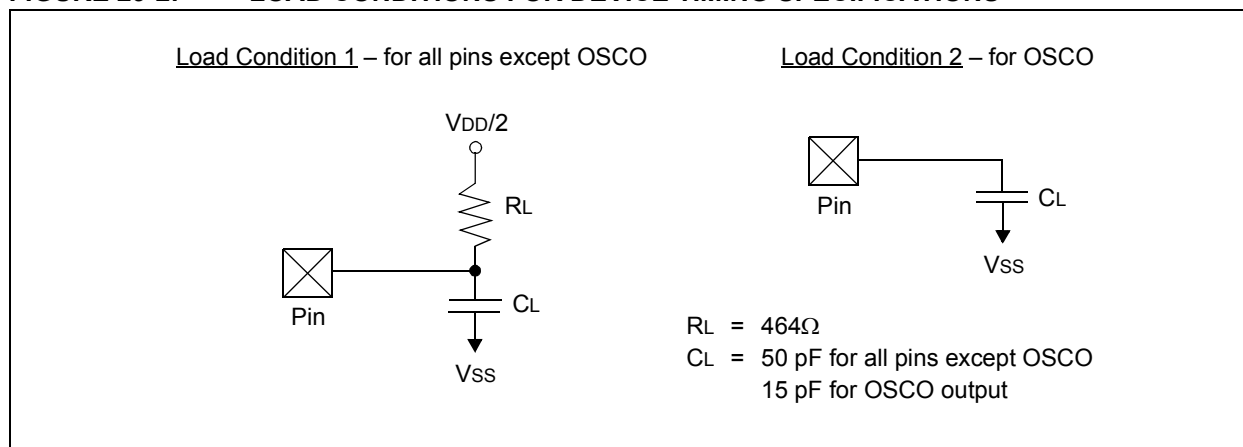 Load Condition 1 – for all pins except OSCO
Load Condition 2 – for OSCO
VDD/2
RL
Pin
CL
VSS
Pin
CL
VSS
RL = 464Ω
CL = 50 pF for all pins except OSCO
15 pF for OSCO output